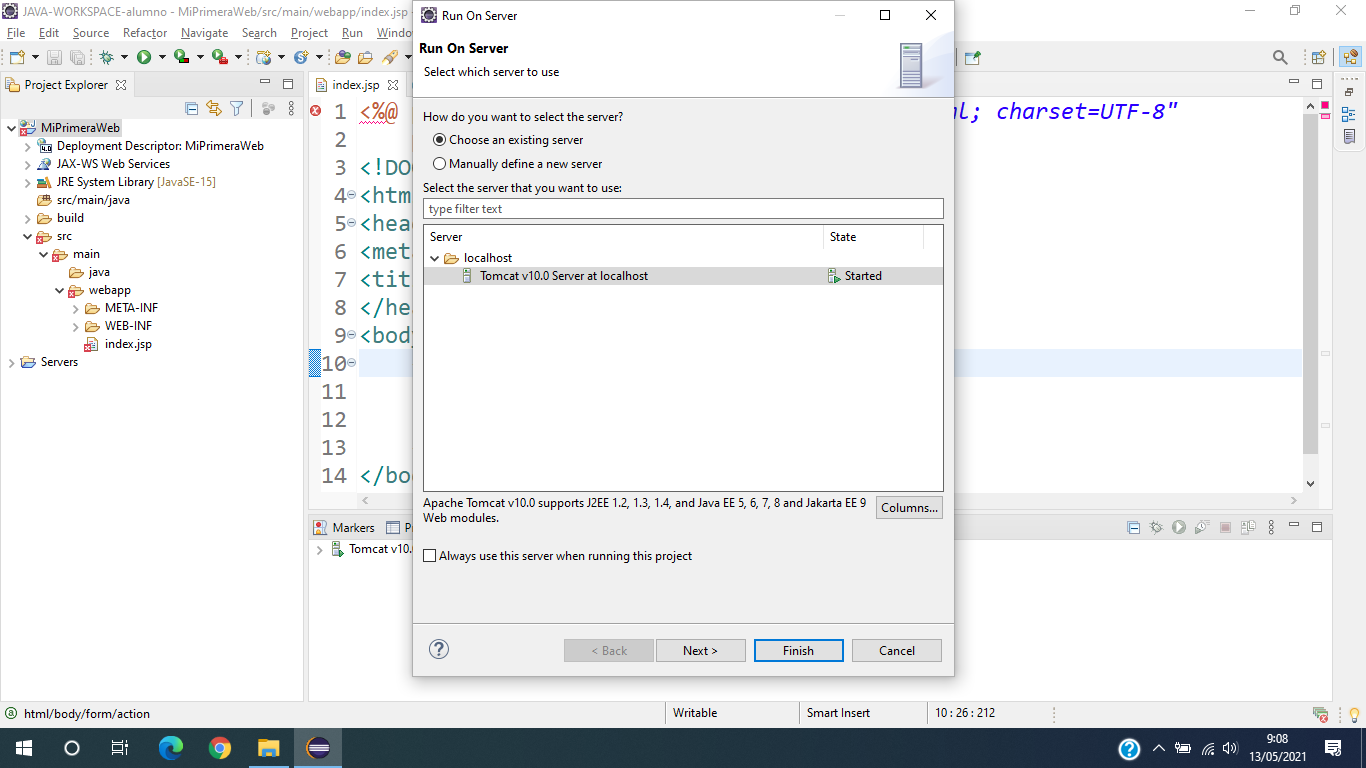 JAVA-WORKSPACE-alumno - MiPrimeraWeb/src/main/webapp/index.jsp -
File Edit Source Refactor Navigate Search Project Run Windo
Project Explorer
MiPrimeraWeb
Deployment Descriptor: MiPrimeraWeb
JAX-WS Web Services
JRE System Library [JavaSE-15]
src/main/java
build
src
main
java
webapp
META-INF
WEB-INF
index.jsp
Servers
index.jsp
1 <%@ l; charset=UTF-8"
2
3 <!DO
4 <htm
5 <hea
6 <met
7 <tit
8 </he
9 <bod
10
11
12
13
14 </bo
Run On Server
Run On Server
Select which server to use
How do you want to select the server?
Choose an existing server
Manually define a new server
Select the server that you want to use:
type filter text
Server State
localhost
Tomcat v10.0 Server at localhost Started
Apache Tomcat v10.0 supports J2EE 1.2, 1.3, 1.4, and Java EE 5, 6, 7, 8 and Jakarta EE 9
Web modules.
Columns...
Always use this server when running this project
? < Back Next > Finish Cancel
Markers P
Tomcat v10.
html/body/form/action Writable Smart Insert 10 : 26 : 212
9:08
13/05/2021